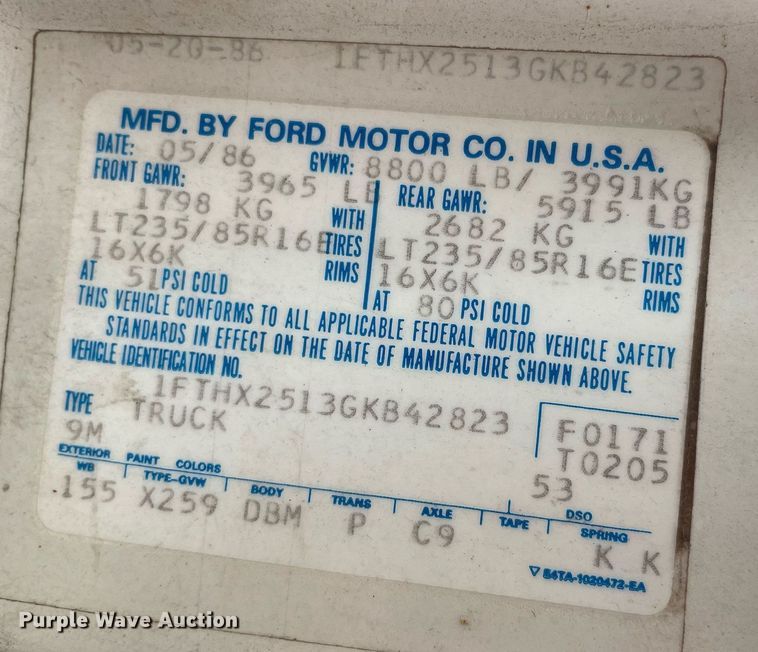 05-20-86 1FTHX2513GKB42823
MFD. BY FORD MOTOR CO. IN U.S.A.
DATE: 05/86 GVWR: 8800 LB/ 3991KG
FRONT GAWR: 3965 LB REAR GAWR: 5915 LB
1798 KG WITH 2682 KG WITH
LT235/85R16E TIRES LT235/85R16E TIRES
16X6K RIMS 16X6K RIMS
AT 51 PSI COLD AT 80 PSI COLD
THIS VEHICLE CONFORMS TO ALL APPLICABLE FEDERAL MOTOR VEHICLE SAFETY
STANDARDS IN EFFECT ON THE DATE OF MANUFACTURE SHOWN ABOVE.
VEHICLE IDENTIFICATION NO.
1FTHX2513GKB42823
TYPE TRUCK F0171
9M T0205
EXTERIOR PAINT COLORS 53 DSO
WB TYPE-GVW BODY TRANS AXLE TAPE SPRING
155 X259 DBM P C9 K K
▽ E4TA-1020472-EA
Purple Wave Auction